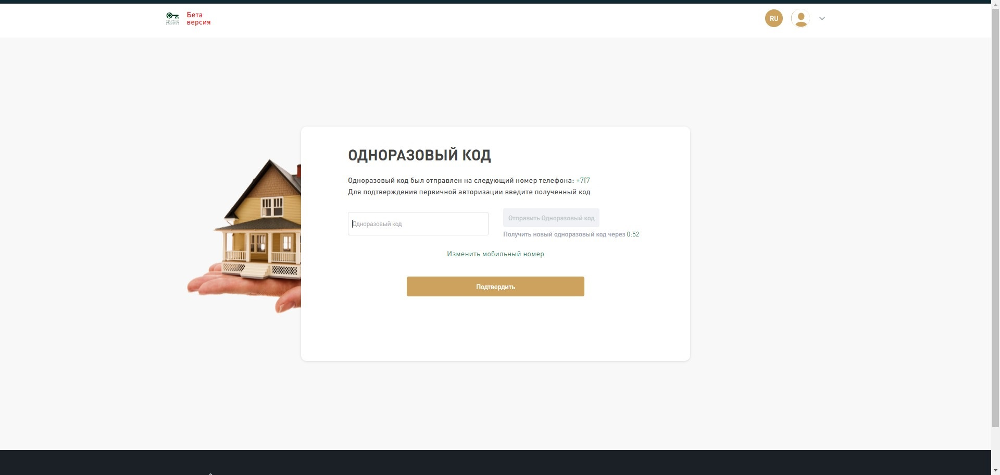 Бета
версия
RU
ОДНОРАЗОВЫЙ КОД
Одноразовый код был отправлен на следующий номер телефона: +7(7
Для подтверждения первичной авторизации введите полученный код
Одноразовый код
Отправить Одноразовый код
Получить новый одноразовый код через 0:52
Изменить мобильный номер
Подтвердить